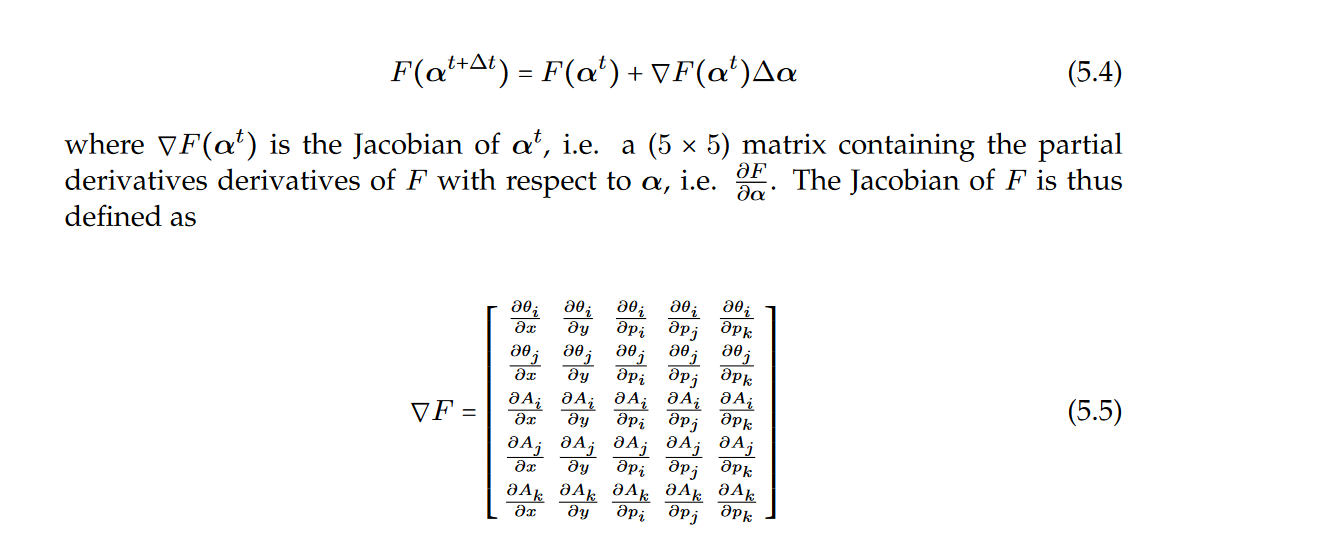 F(α^{t+Δt}) = F(α^t) + ∇F(α^t)Δα (5.4)
where ∇F(α^t) is the Jacobian of α^t, i.e. a (5 × 5) matrix containing the partial
derivatives derivatives of F with respect to α, i.e. ∂F/∂α. The Jacobian of F is thus
defined as
∇F = [ ∂θ_i/∂x ∂θ_i/∂y ∂θ_i/∂p_i ∂θ_i/∂p_j ∂θ_i/∂p_k
∂θ_j/∂x ∂θ_j/∂y ∂θ_j/∂p_i ∂θ_j/∂p_j ∂θ_j/∂p_k
∂A_i/∂x ∂A_i/∂y ∂A_i/∂p_i ∂A_i/∂p_j ∂A_i/∂p_k
∂A_j/∂x ∂A_j/∂y ∂A_j/∂p_i ∂A_j/∂p_j ∂A_j/∂p_k
∂A_k/∂x ∂A_k/∂y ∂A_k/∂p_i ∂A_k/∂p_j ∂A_k/∂p_k ] (5.5)